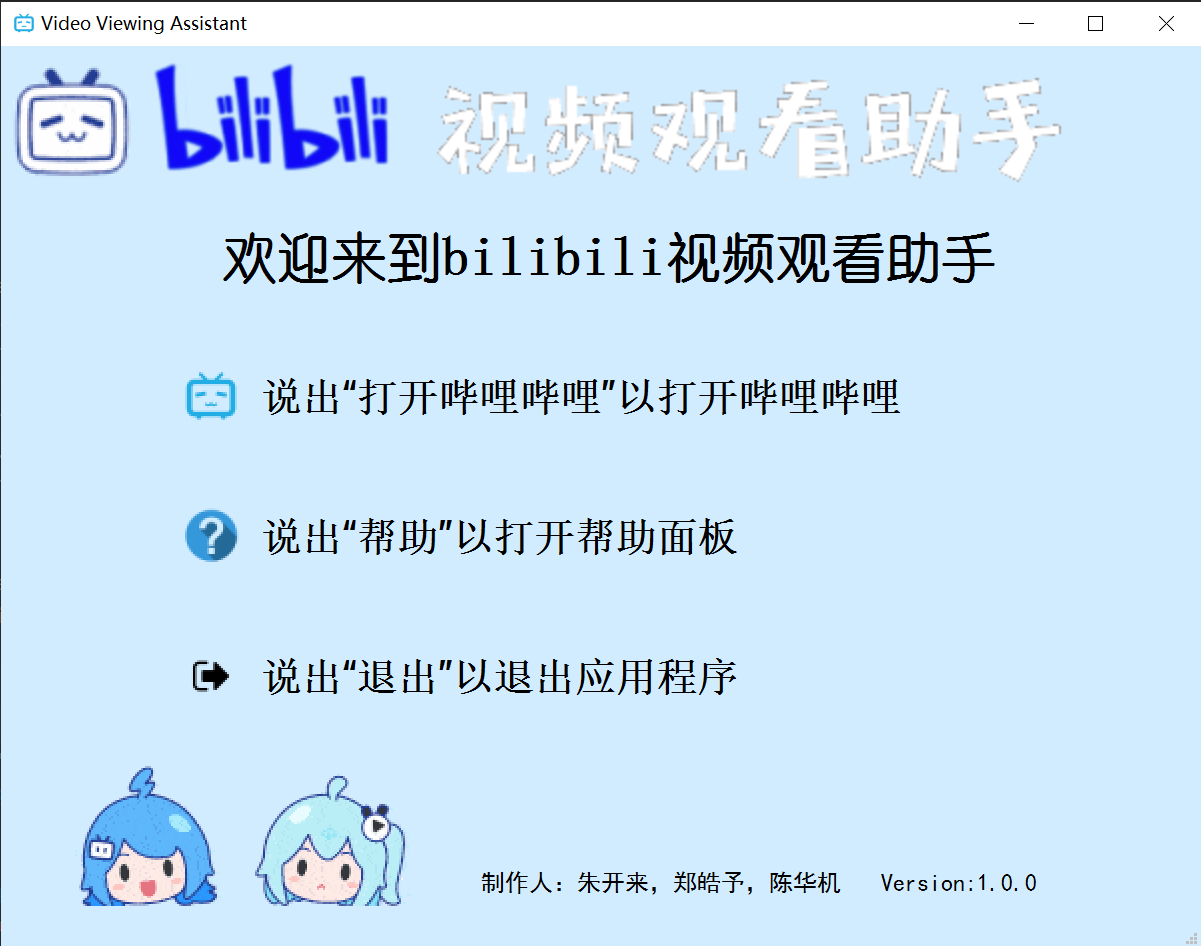 Video Viewing Assistant
bilibili 视频观看助手
欢迎来到bilibili视频观看助手
说出“打开哔哩哔哩”以打开哔哩哔哩
说出“帮助”以打开帮助面板
说出“退出”以退出应用程序
制作人：朱开来，郑皓予，陈华机 Version:1.0.0